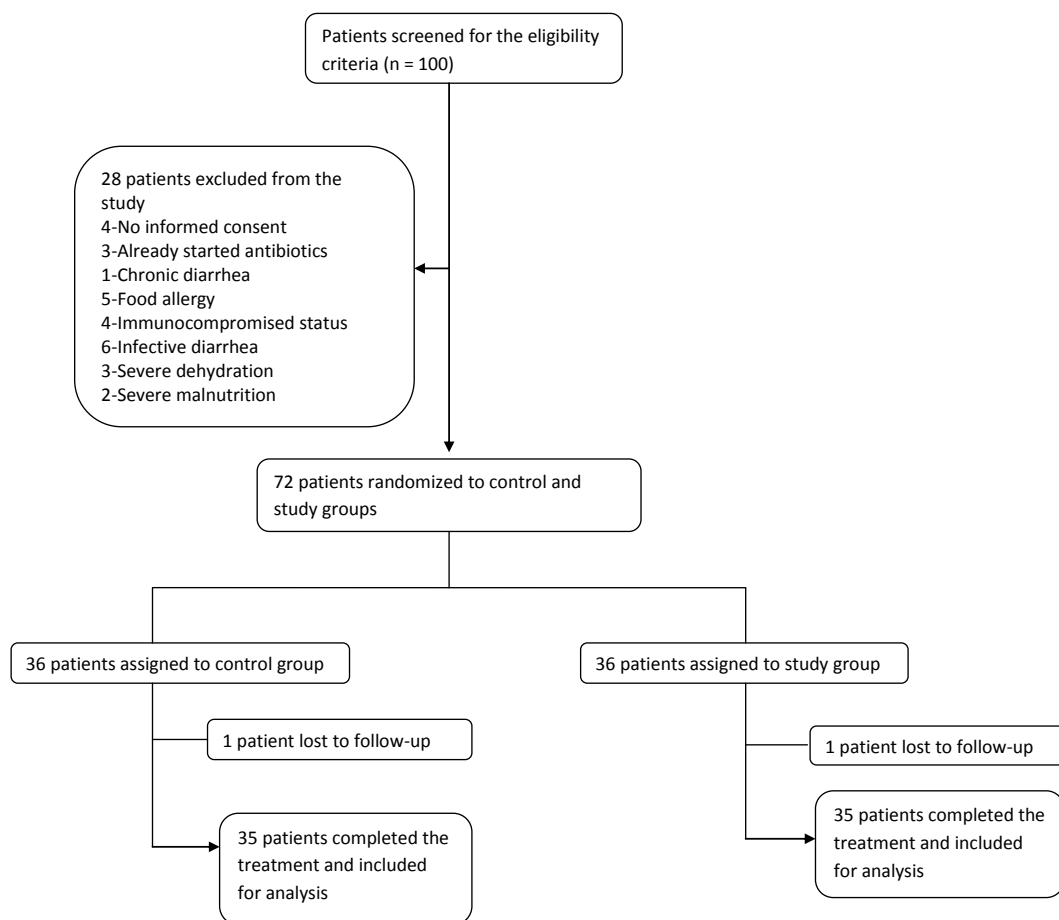 Patients screened for the eligibility
criteria (n = 100)
28 patients excluded from the
study
4-No informed consent
3-Already started antibiotics
1-Chronic diarrhea
5-Food allergy
4-Immunocompromised status
6-Infective diarrhea
3-Severe dehydration
2-Severe malnutrition
72 patients randomized to control and
study groups
36 patients assigned to control group
36 patients assigned to study group
1 patient lost to follow-up
1 patient lost to follow-up
35 patients completed the
treatment and included
for analysis
35 patients completed the
treatment and included
for analysis